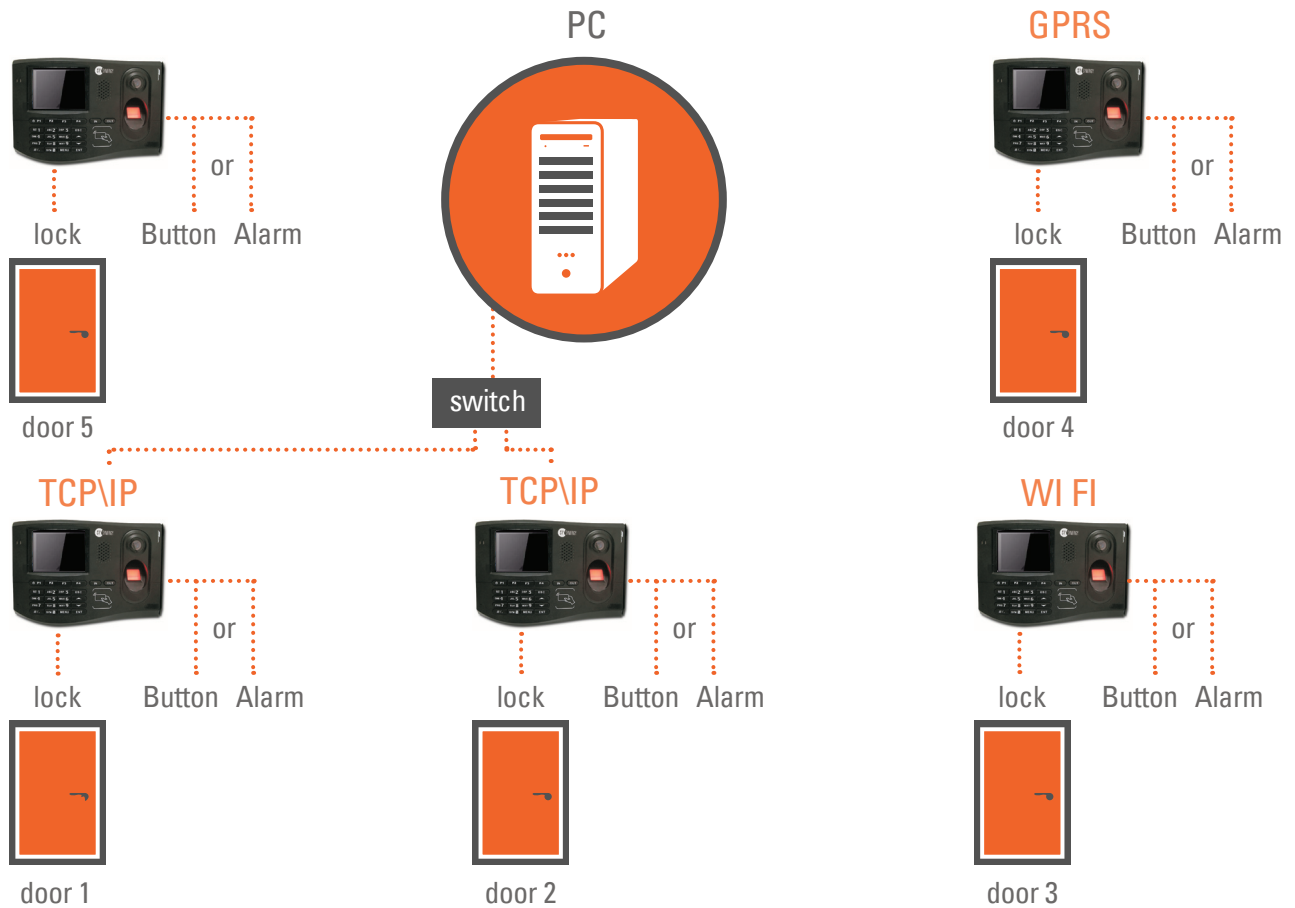 PC
GPRS
or
lock
Button Alarm
door 5
or
lock
Button Alarm
door 4
switch
TCP\IP
TCP\IP
WI FI
or
lock
Button Alarm
door 1
or
lock
Button Alarm
door 2
or
lock
Button Alarm
door 3